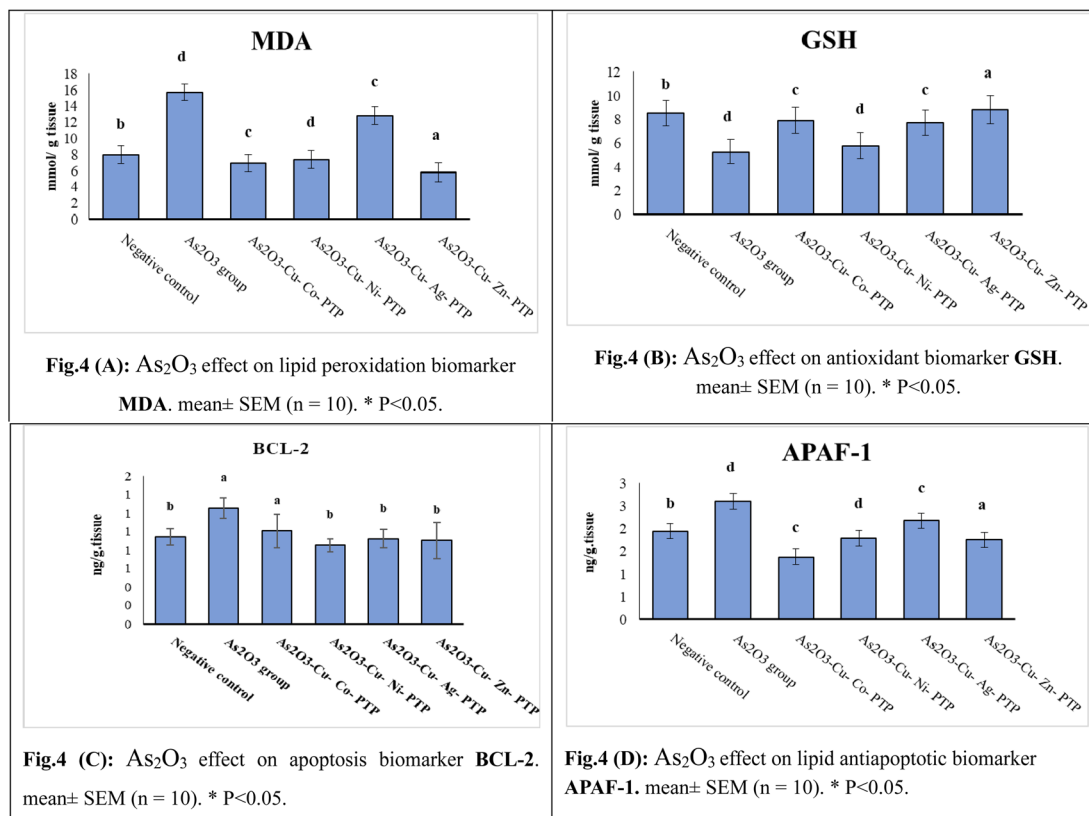 MDA
d
c
b
c
d
a
mmol/ g tissue
18
16
14
12
10
8
6
4
2
0
Negative control
As2O3 group
As2O3-Cu- Co- PTP
As2O3-Cu- Ni- PTP
As2O3-Cu- Ag- PTP
As2O3-Cu- Zn- PTP
Fig.4 (A): As₂O₃ effect on lipid peroxidation biomarker
MDA. mean± SEM (n = 10). * P<0.05.
GSH
b
d
c
d
c
a
mmol/ g tissue
12
10
8
6
4
2
0
Negative control
As2O3 group
As2O3-Cu- Co- PTP
As2O3-Cu- Ni- PTP
As2O3-Cu- Ag- PTP
As2O3-Cu- Zn- PTP
Fig.4 (B): As₂O₃ effect on antioxidant biomarker GSH.
mean± SEM (n = 10). * P<0.05.
BCL-2
b
a
a
b
b
b
ng/g.tissue
2
1
1
1
1
1
0
0
0
Negative control
As2O3 group
As2O3-Cu- Co- PTP
As2O3-Cu- Ni- PTP
As2O3-Cu- Ag- PTP
As2O3-Cu- Zn- PTP
Fig.4 (C): As₂O₃ effect on apoptosis biomarker BCL-2.
mean± SEM (n = 10). * P<0.05.
APAF-1
d
b
c
d
c
a
ng/g.tissue
3
3
2
2
1
1
0
Negative control
As2O3 group
As2O3-Cu- Co- PTP
As2O3-Cu- Ni- PTP
As2O3-Cu- Ag- PTP
As2O3-Cu- Zn- PTP
Fig.4 (D): As₂O₃ effect on lipid antiapoptotic biomarker
APAF-1. mean± SEM (n = 10). * P<0.05.